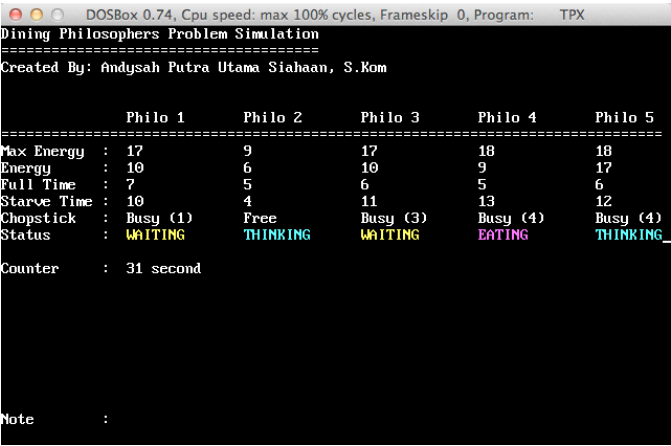 DOSBox 0.74, Cpu speed: max 100% cycles, Frameskip 0, Program: TPX
Dining Philosophers Problem Simulation
======================================
Created By: Andysah Putra Utama Siahaan, S.Kom
Philo 1 Philo 2 Philo 3 Philo 4 Philo 5
===============================================================================
Max Energy : 17 9 17 18 18
Energy : 10 6 10 9 17
Full Time : 7 5 6 5 6
Starve Time : 10 4 11 13 12
Chopstick : Busy (1) Free Busy (3) Busy (4) Busy (4)
Status : WAITING THINKING WAITING EATING THINKING_
Counter : 31 second
Note :